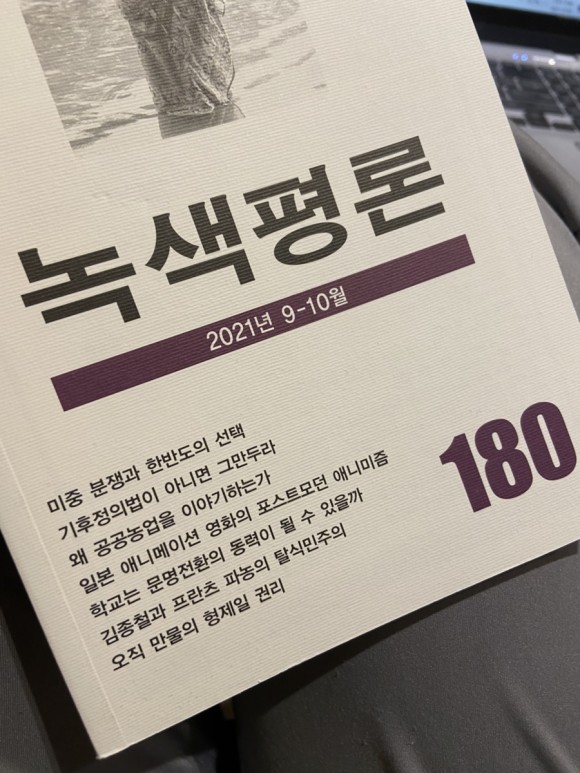 녹색평론
2021년 9-10월
180
미중 분쟁과 한반도의 선택
기후정의법이 아니면 그만두라
왜 공공농업을 이야기하는가
일본 애니메이션 영화의 포스트모던 애니미즘
학교는 문명전환의 동력이 될 수 있을까
김종철과 프란츠 파농의 탈식민주의
오직 만물의 형제일 권리